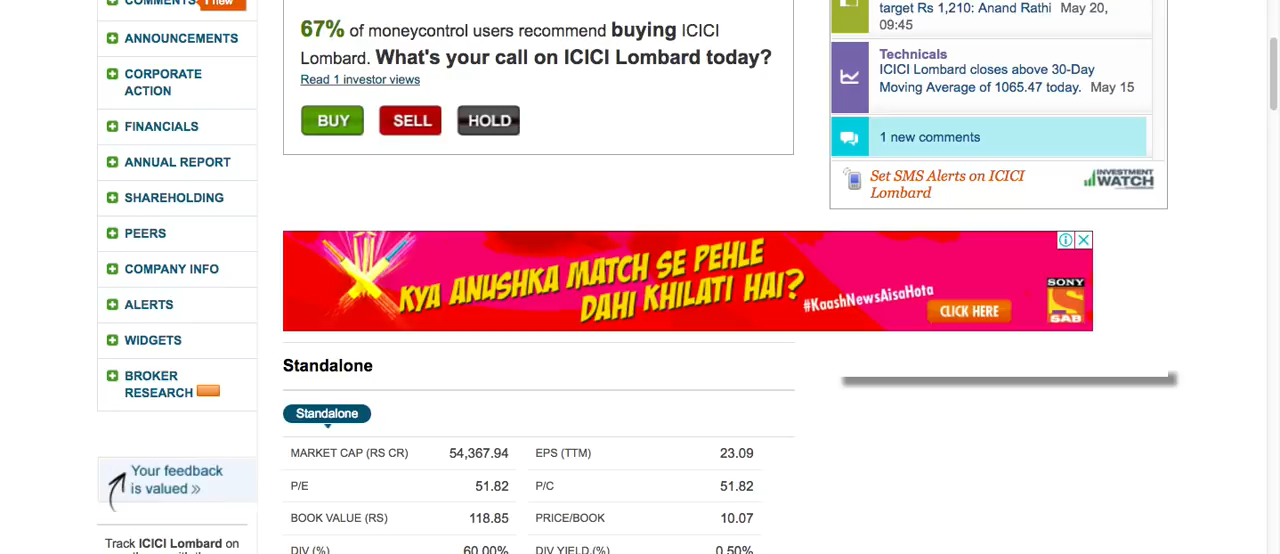 COMMENTS 1 new
ANNOUNCEMENTS
CORPORATE
ACTION
FINANCIALS
ANNUAL REPORT
SHAREHOLDING
PEERS
COMPANY INFO
ALERTS
WIDGETS
BROKER
RESEARCH
Your feedback
is valued »
Track ICICI Lombard on
67% of moneycontrol users recommend buying ICICI
Lombard. What's your call on ICICI Lombard today?
Read 1 investor views
BUY SELL HOLD
target Rs 1,210: Anand Rathi May 20,
09:45
Technicals
ICICI Lombard closes above 30-Day
Moving Average of 1065.47 today. May 15
1 new comments
Set SMS Alerts on ICICI
Lombard
INVESTMENT
WATCH
KYA ANUSHKA MATCH SE PEHLE
DAHI KHILATI HAI?
#KaashNewsAisaHota
CLICK HERE
SONY
SAB
Standalone
Standalone
MARKET CAP (RS CR) 54,367.94 EPS (TTM) 23.09
P/E 51.82 P/C 51.82
BOOK VALUE (RS) 118.85 PRICE/BOOK 10.07
DIV (%) 60.00% DIV YIELD.(%) 0.50%